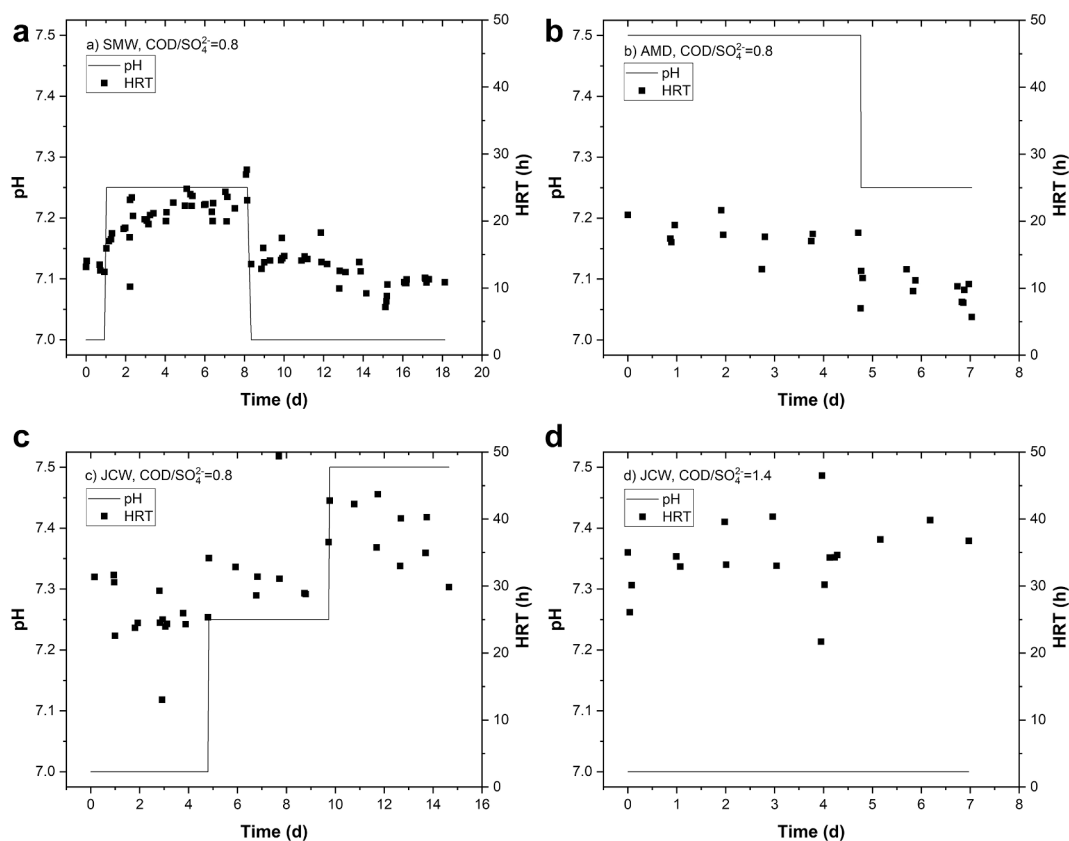 a
a) SMW, COD/SO₄²⁻=0.8
pH
HRT
7.5
7.4
7.3
7.2
7.1
7.0
pH
50
40
30
20
10
0
HRT (h)
0 2 4 6 8 10 12 14 16 18 20
Time (d)
b
b) AMD, COD/SO₄²⁻=0.8
pH
HRT
7.5
7.4
7.3
7.2
7.1
7.0
pH
50
40
30
20
10
0
HRT (h)
0 1 2 3 4 5 6 7 8
Time (d)
c
c) JCW, COD/SO₄²⁻=0.8
pH
HRT
7.5
7.4
7.3
7.2
7.1
7.0
pH
50
40
30
20
10
0
HRT (h)
0 2 4 6 8 10 12 14 16
Time (d)
d
d) JCW, COD/SO₄²⁻=1.4
pH
HRT
7.5
7.4
7.3
7.2
7.1
7.0
pH
50
40
30
20
10
0
HRT (h)
0 1 2 3 4 5 6 7 8
Time (d)